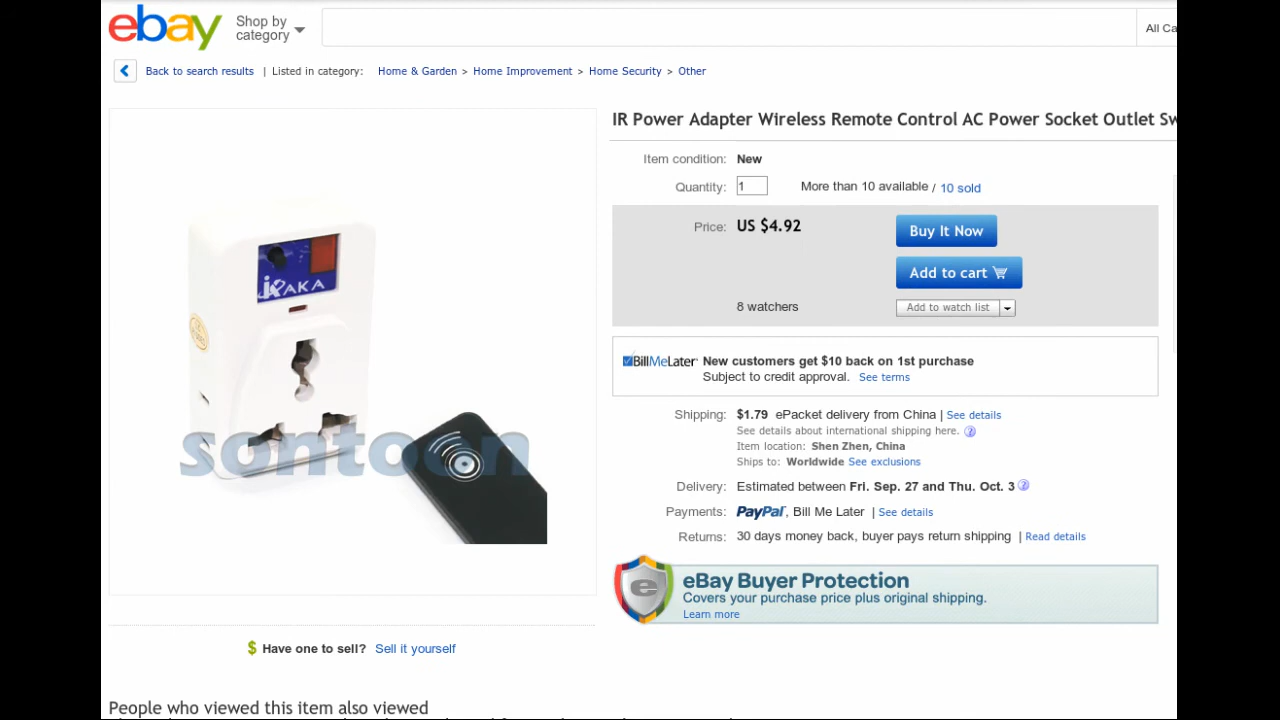 ebay
Shop by
category
All Ca
Back to search results | Listed in category: Home & Garden > Home Improvement > Home Security > Other
IR Power Adapter Wireless Remote Control AC Power Socket Outlet Sw
Item condition: New
Quantity: 1 More than 10 available / 10 sold
Price: US $4.92
Buy It Now
Add to cart
8 watchers
Add to watch list
BillMeLater New customers get $10 back on 1st purchase
Subject to credit approval. See terms
Shipping: $1.79 ePacket delivery from China | See details
See details about international shipping here.
Item location: Shen Zhen, China
Ships to: Worldwide See exclusions
Delivery: Estimated between Fri. Sep. 27 and Thu. Oct. 3
Payments: PayPal, Bill Me Later | See details
Returns: 30 days money back, buyer pays return shipping | Read details
e
eBay Buyer Protection
Covers your purchase price plus original shipping.
Learn more
sontoon
$ Have one to sell? Sell it yourself
People who viewed this item also viewed